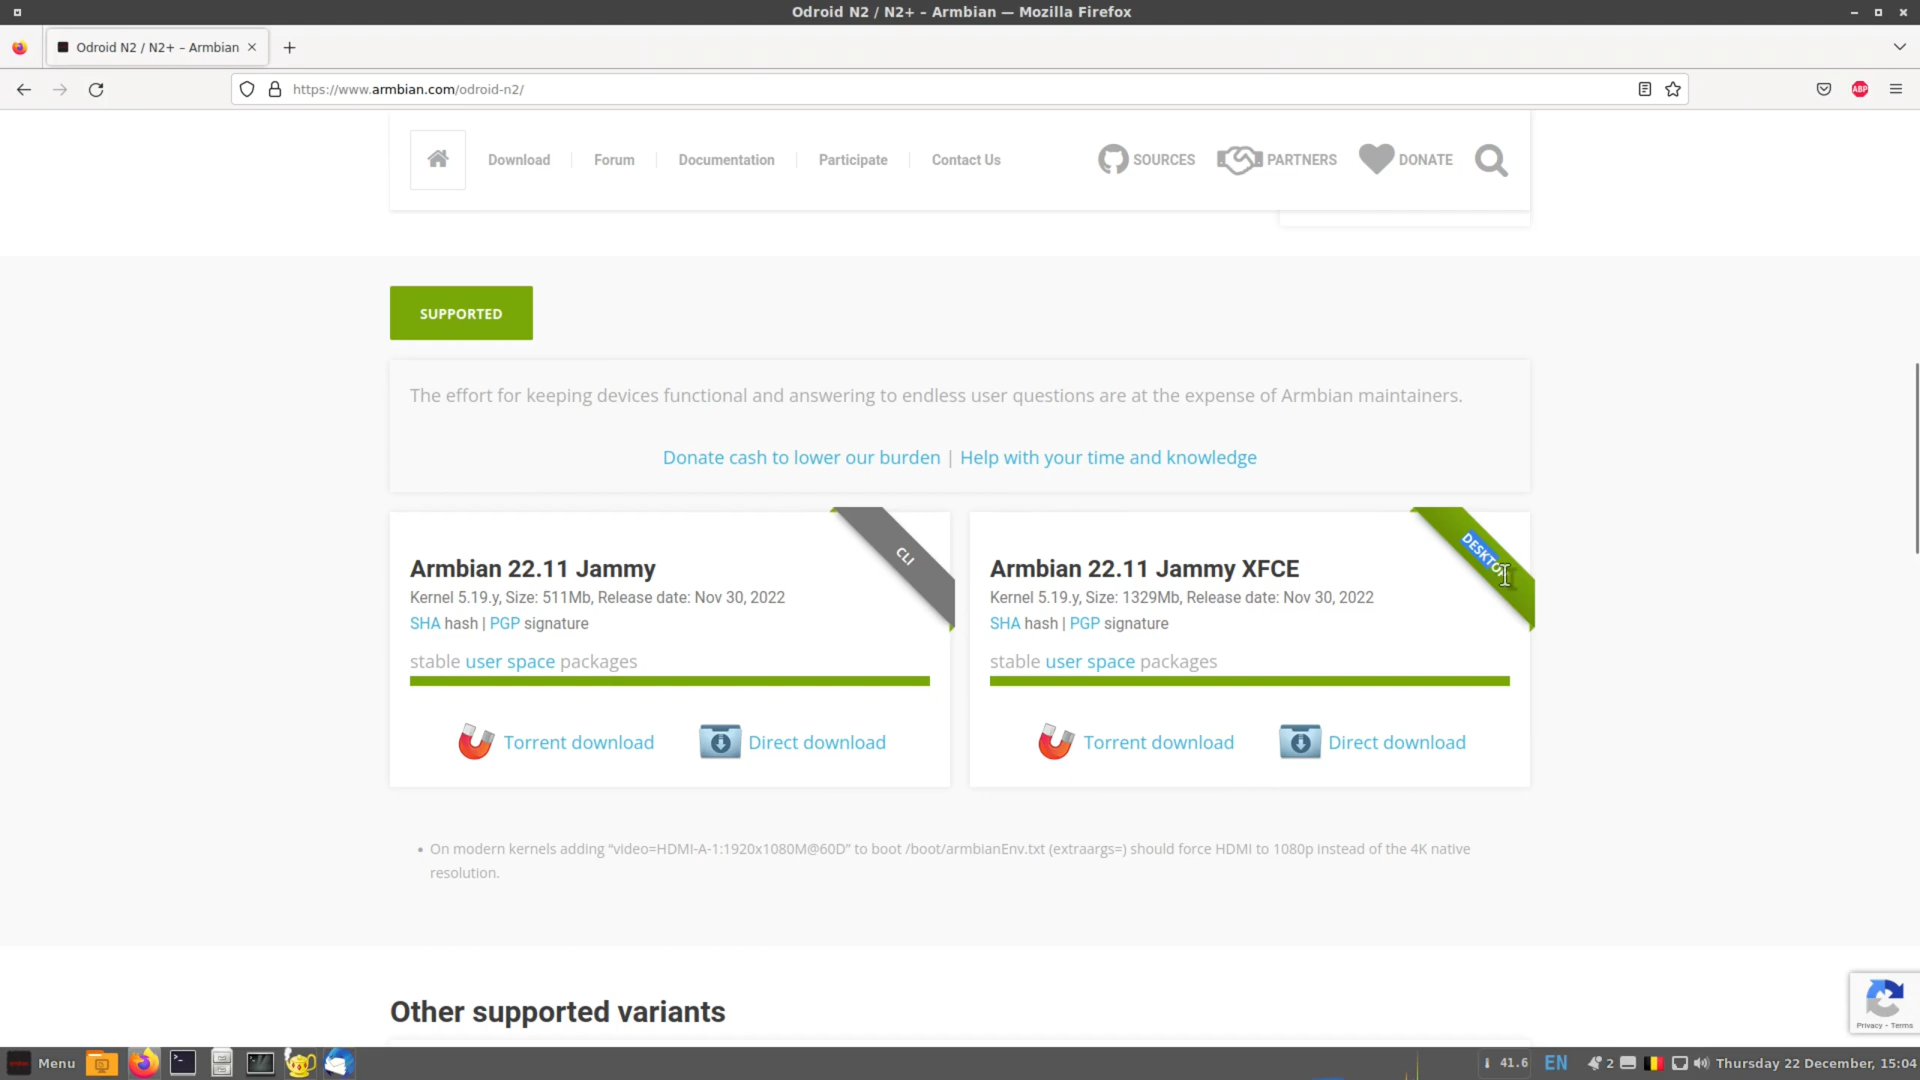 Odroid N2 / N2+ – Armbian — Mozilla Firefox
Odroid N2 / N2+ – Armbian
https://www.armbian.com/odroid-n2/
ABP
Download
Forum
Documentation
Participate
Contact Us
SOURCES
PARTNERS
DONATE
SUPPORTED
The effort for keeping devices functional and answering to endless user questions are at the expense of Armbian maintainers.
Donate cash to lower our burden | Help with your time and knowledge
CLI
Armbian 22.11 Jammy
Kernel 5.19.y, Size: 511Mb, Release date: Nov 30, 2022
SHA hash | PGP signature
stable user space packages
Torrent download
Direct download
DESKTOP
Armbian 22.11 Jammy XFCE
Kernel 5.19.y, Size: 1329Mb, Release date: Nov 30, 2022
SHA hash | PGP signature
stable user space packages
Torrent download
Direct download
• On modern kernels adding “video=HDMI-A-1:1920x1080M@60D” to boot /boot/armbianEnv.txt (extraargs=) should force HDMI to 1080p instead of the 4K native
resolution.
Other supported variants
Privacy - Terms
Menu
41.6
EN
2
Thursday 22 December, 15:04